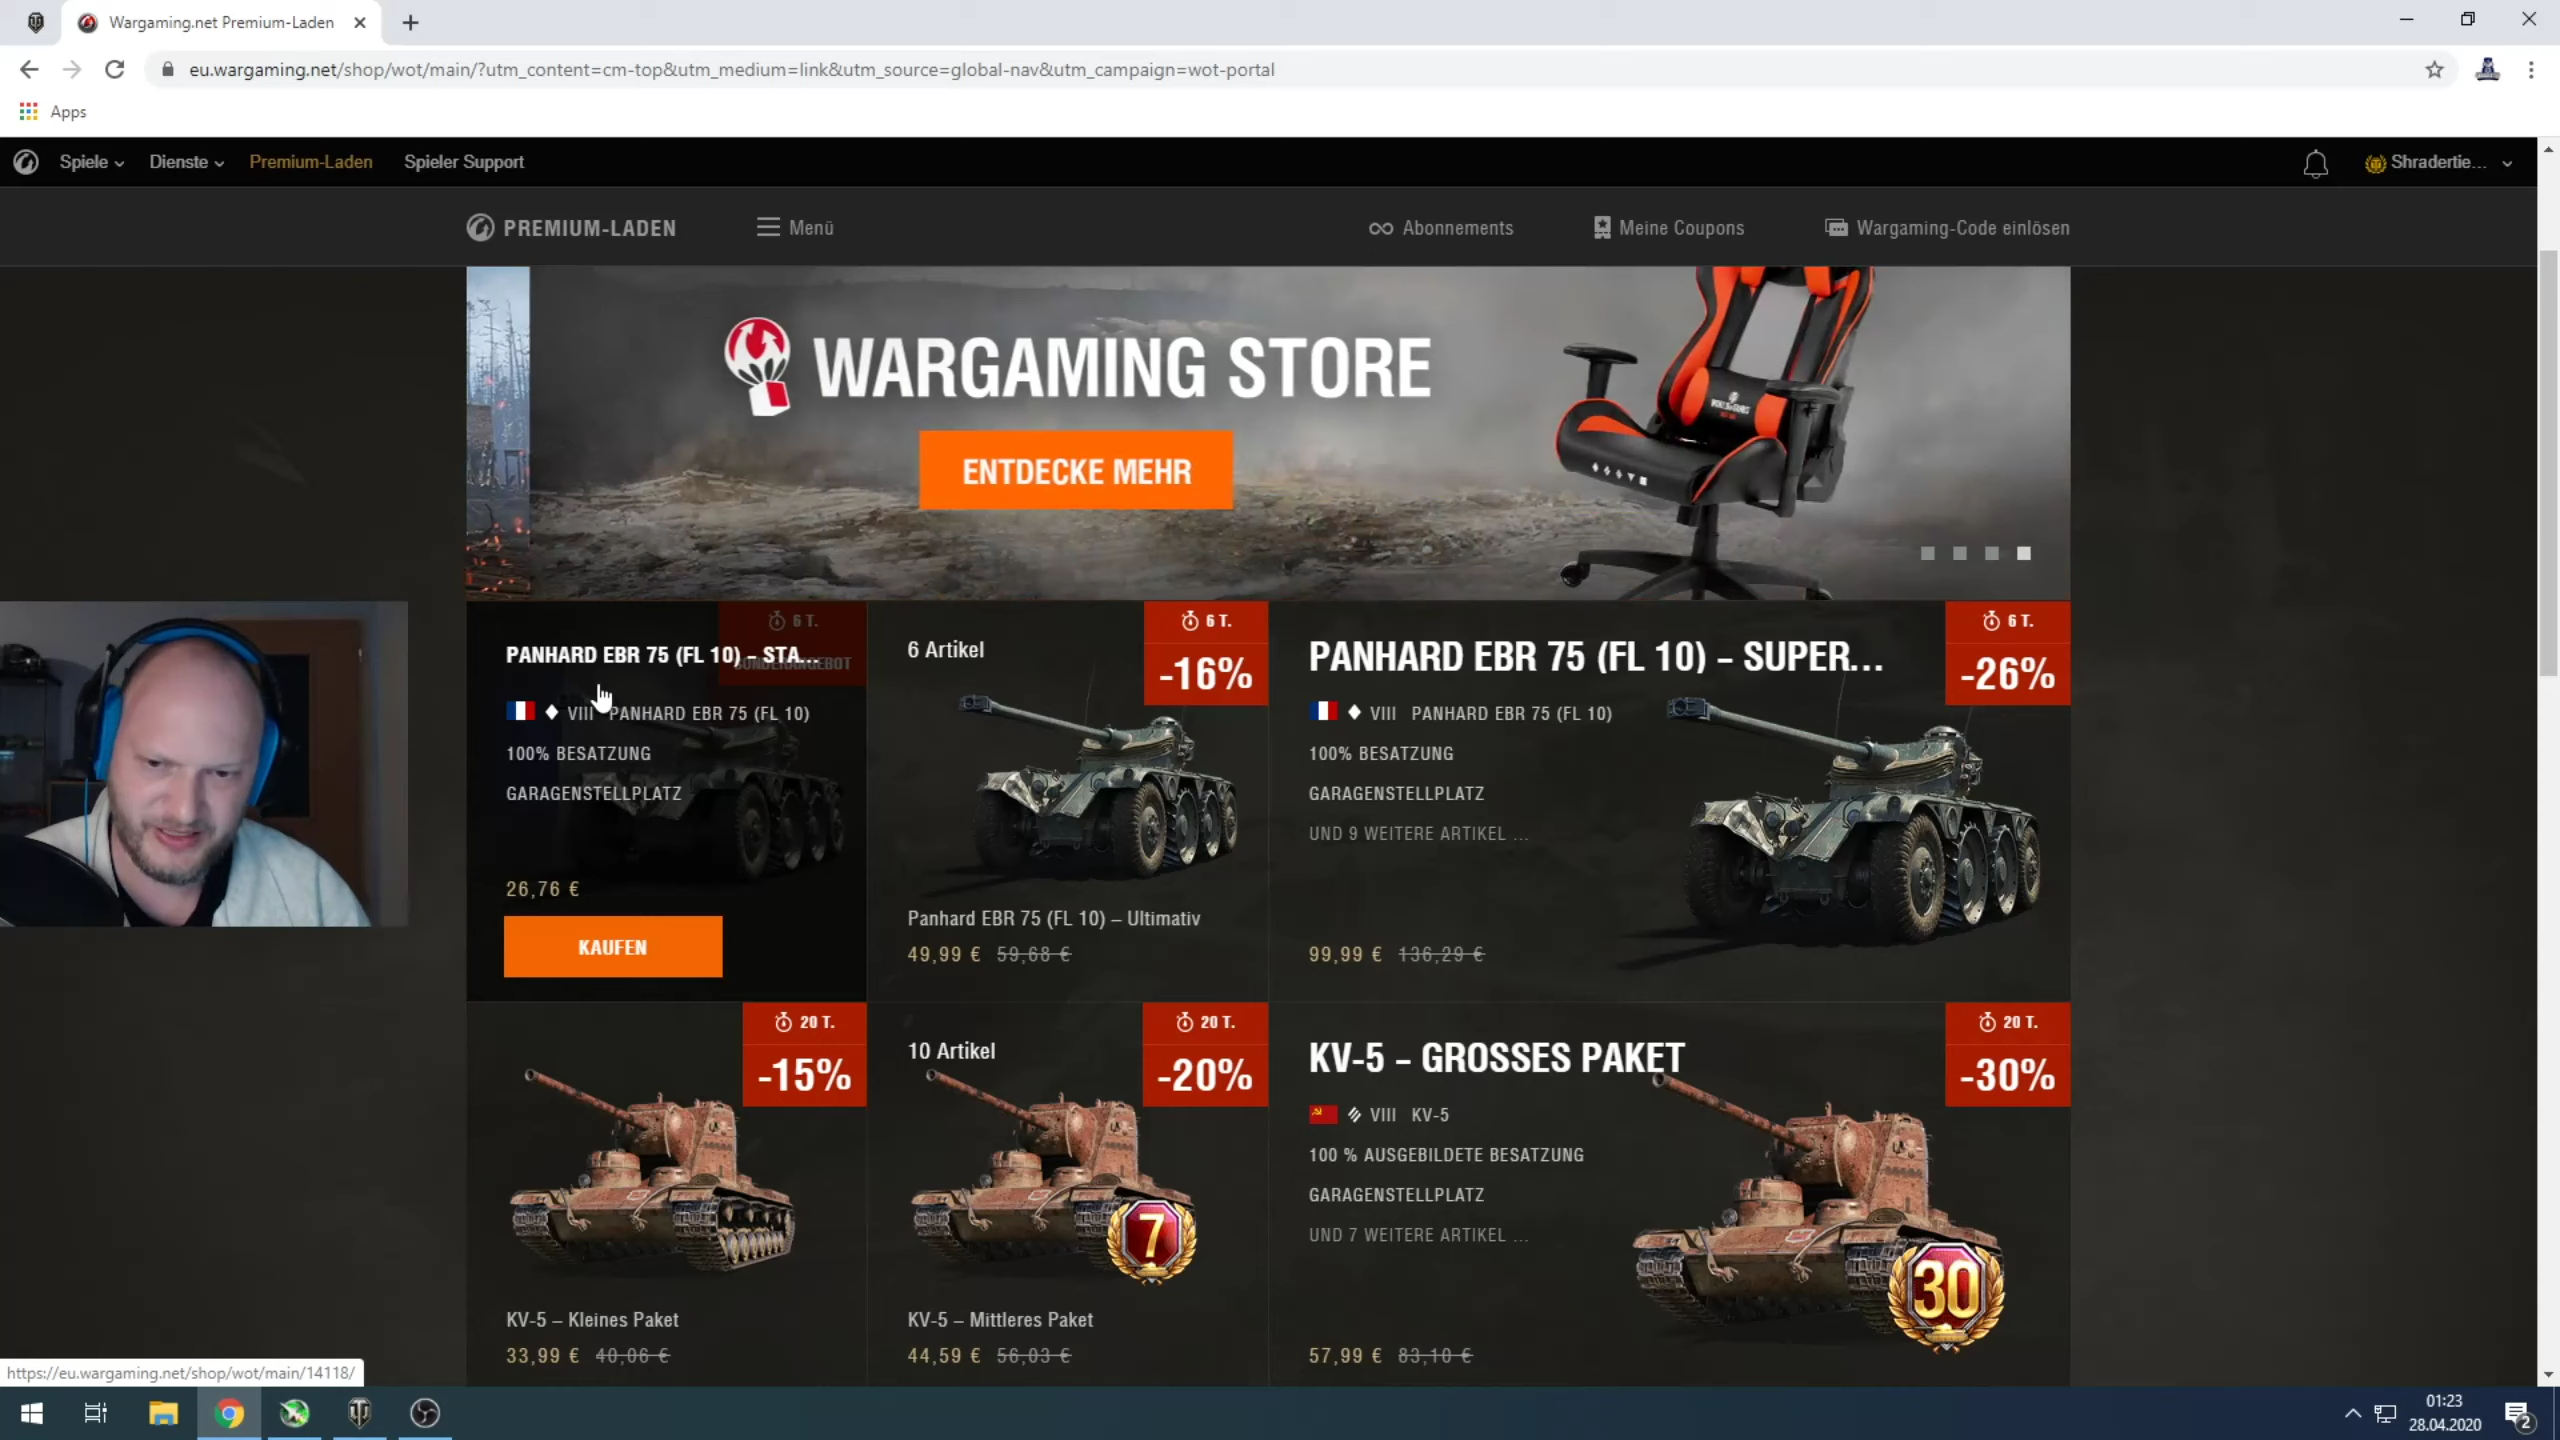 Wargaming.net Premium-Laden
eu.wargaming.net/shop/wot/main/?utm_content=cm-top&utm_medium=link&utm_source=global-nav&utm_campaign=wot-portal
Apps
Spiele
Dienste
Premium-Laden
Spieler Support
Shradertie...
PREMIUM-LADEN
Menü
Abonnements
Meine Coupons
Wargaming-Code einlösen
WARGAMING STORE
ENTDECKE MEHR
6 T.
SONDERANGEBOT
PANHARD EBR 75 (FL 10) – STA...
VIII PANHARD EBR 75 (FL 10)
100% BESATZUNG
GARAGENSTELLPLATZ
26,76 €
KAUFEN
6 Artikel
6 T.
-16%
Panhard EBR 75 (FL 10) – Ultimativ
49,99 € 59,68 €
PANHARD EBR 75 (FL 10) – SUPER...
6 T.
-26%
VIII PANHARD EBR 75 (FL 10)
100% BESATZUNG
GARAGENSTELLPLATZ
UND 9 WEITERE ARTIKEL ...
99,99 € 136,29 €
20 T.
-15%
KV-5 – Kleines Paket
33,99 € 40,06 €
10 Artikel
20 T.
-20%
7
KV-5 – Mittleres Paket
44,59 € 56,03 €
KV-5 – GROSSES PAKET
20 T.
-30%
VIII KV-5
100 % AUSGEBILDETE BESATZUNG
GARAGENSTELLPLATZ
UND 7 WEITERE ARTIKEL ...
30
57,99 € 83,10 €
https://eu.wargaming.net/shop/wot/main/14118/
01:23
28.04.2020
2